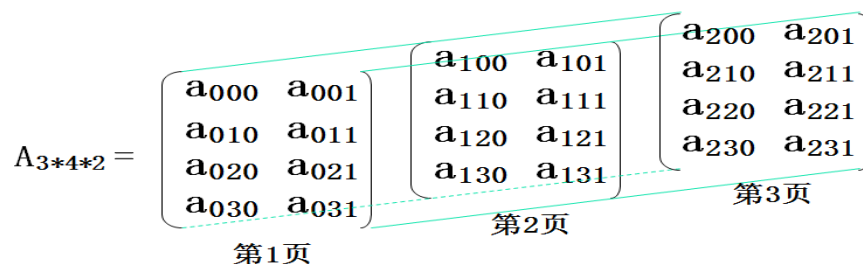 A3*4*2=
a000 a001
a010 a011
a020 a021
a030 a031
第1页
a100 a101
a110 a111
a120 a121
a130 a131
第2页
a200 a201
a210 a211
a220 a221
a230 a231
第3页